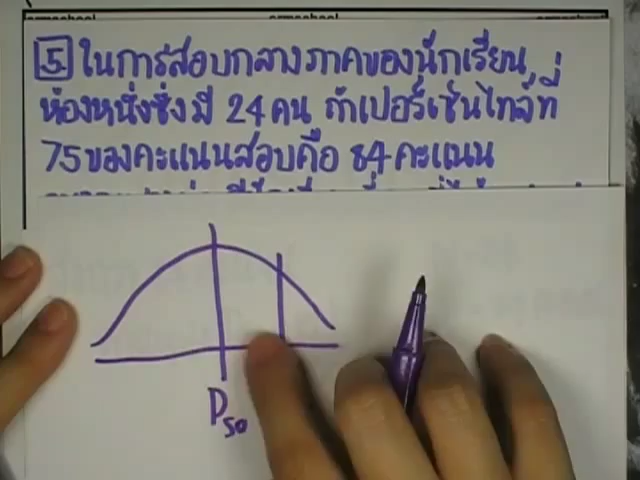 5. ในการสอบกลางภาคของนักเรียน
ห้องหนึ่งซึ่งมี 24 คน ถ้าเปอร์เซ็นไทล์ที่
75 ของคะแนนสอบคือ 84 คะแนน
P50